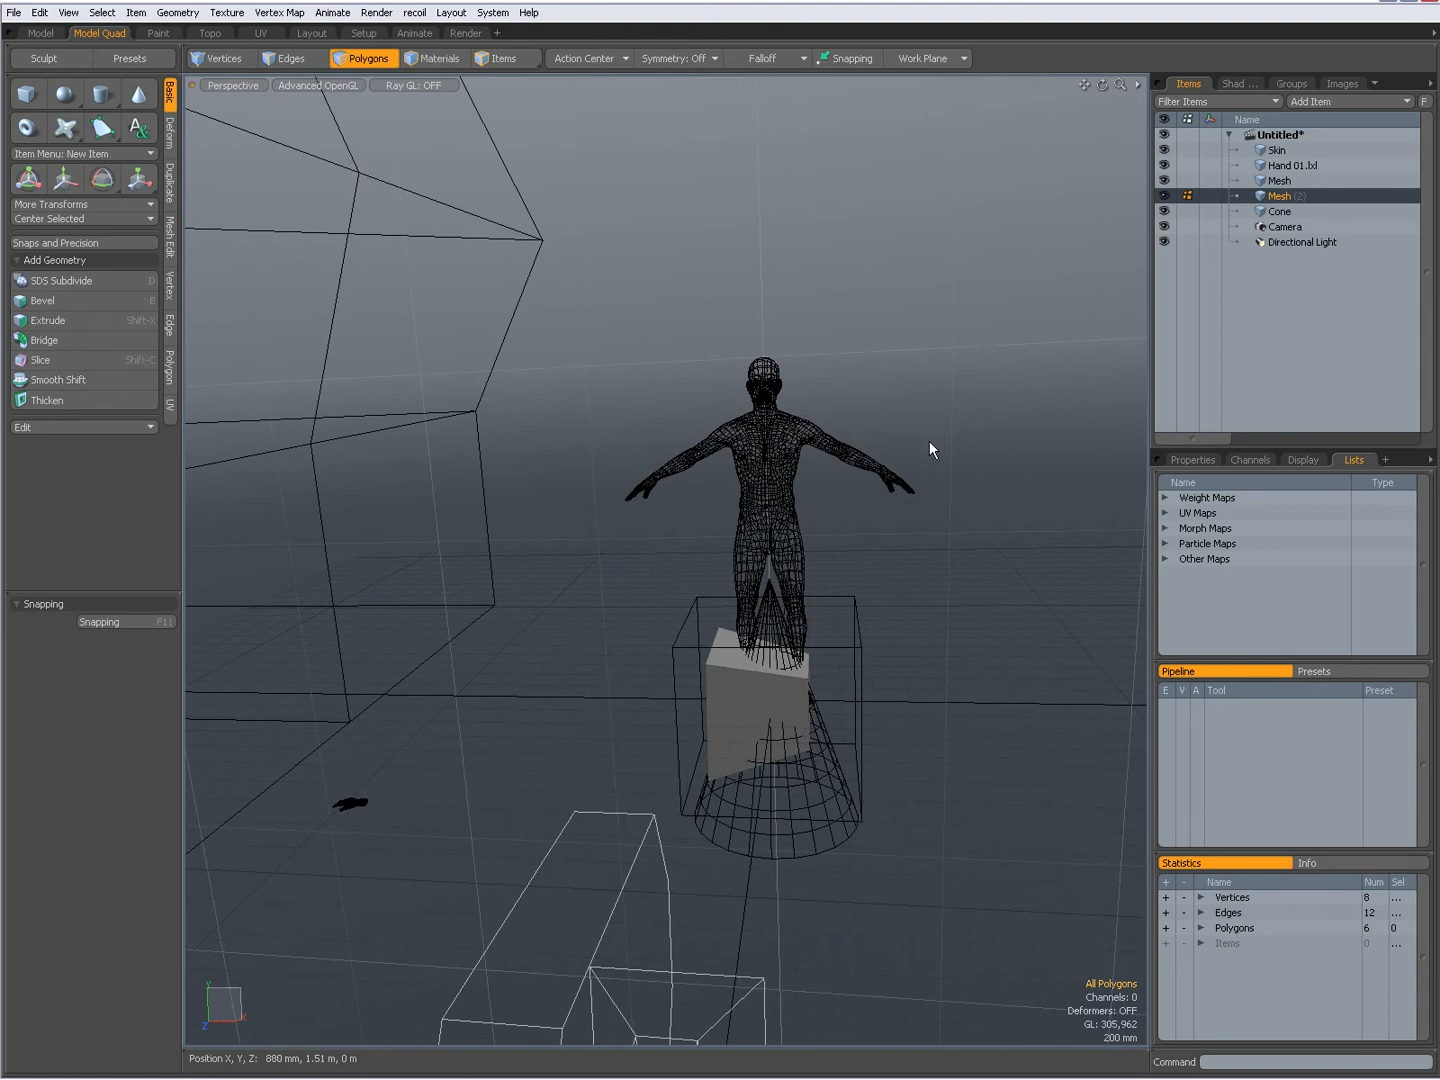 File Edit View Select Item Geometry Texture Vertex Map Animate Render recoil Layout System Help
Model Model Quad Paint Topo UV Layout Setup Animate Render +
Sculpt Presets Vertices Edges Polygons Materials Items Action Center Symmetry: Off Falloff Snapping Work Plane
Perspective Advanced OpenGL Ray GL: OFF
Items Shad ... Groups Images
Filter Items Add Item F
Name
Untitled*
Skin
Hand 01.lxl
Mesh
Mesh (2)
Cone
Camera
Directional Light
Basic
Deform
Duplicate
Mesh Edit
Vertex
Edge
Polygon
UV
Item Menu: New Item
More Transforms
Center Selected
Snaps and Precision
Add Geometry
SDS Subdivide D
Bevel B
Extrude Shift-X
Bridge
Slice Shift-C
Smooth Shift
Thicken
Edit
Snapping
Snapping F11
Properties Channels Display Lists +
Name Type
Weight Maps
UV Maps
Morph Maps
Particle Maps
Other Maps
Pipeline Presets
E V A Tool Preset
Statistics Info
+ - Name Num Sel
+ - Vertices 8 ...
+ - Edges 12 ...
+ - Polygons 6 0
+ - Items 0 ...
All Polygons
Channels: 0
Deformers: OFF
GL: 305,962
200 mm
Y
X
Z
Position X, Y, Z: 880 mm, 1.51 m, 0 m
Command